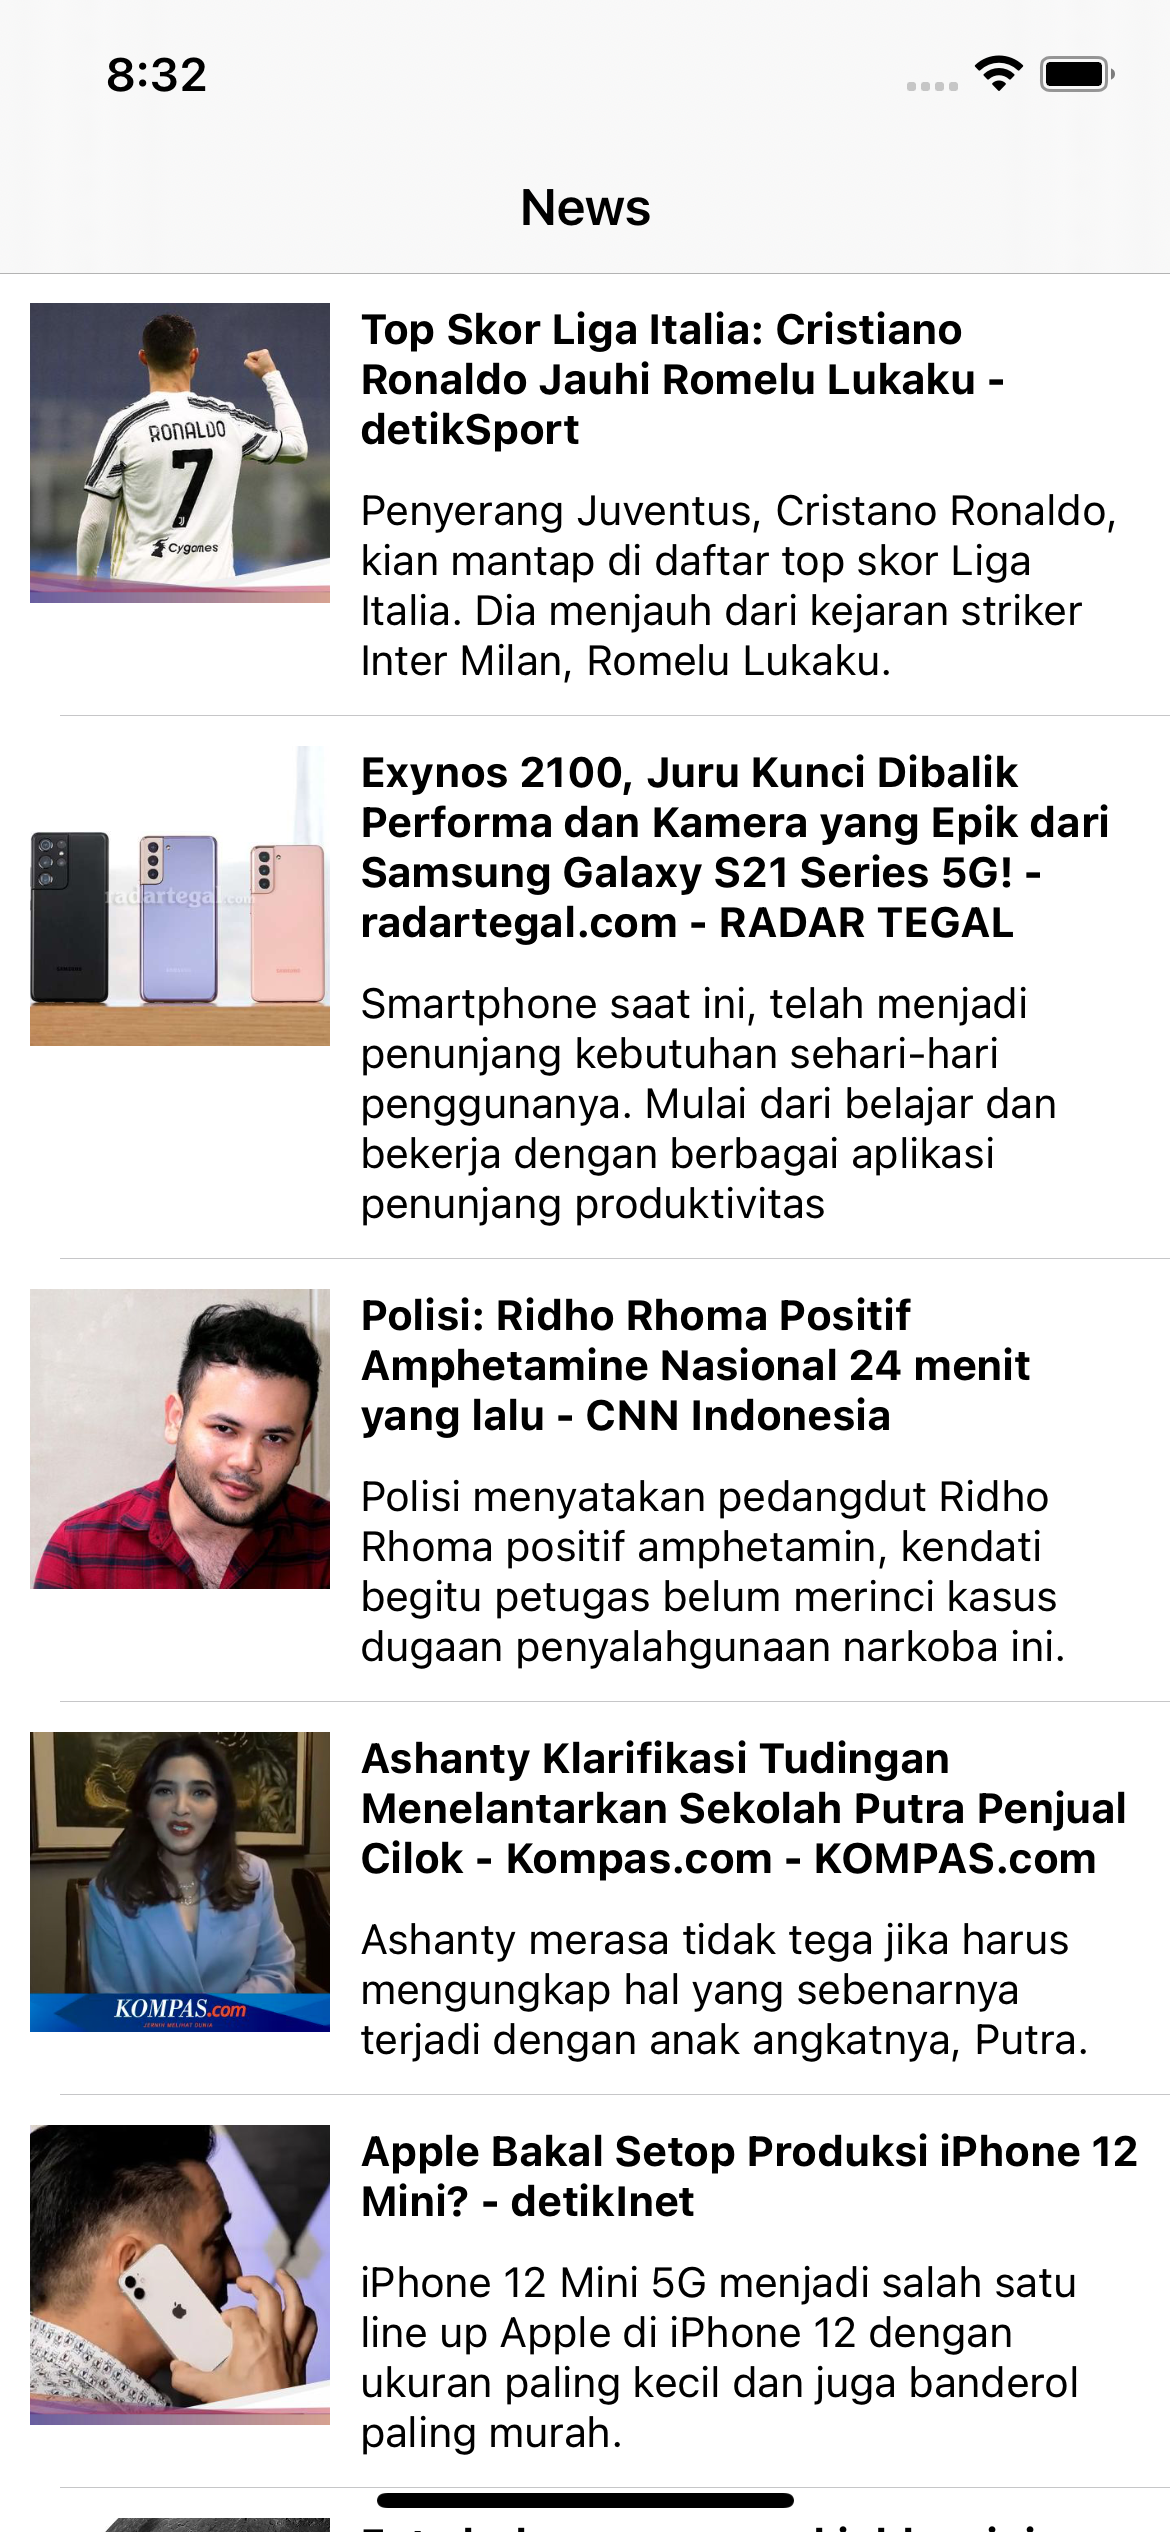 8:32
News
RONALDO
7
Cygames
Top Skor Liga Italia: Cristiano
Ronaldo Jauhi Romelu Lukaku -
detikSport
Penyerang Juventus, Cristano Ronaldo,
kian mantap di daftar top skor Liga
Italia. Dia menjauh dari kejaran striker
Inter Milan, Romelu Lukaku.
radartegal.com
SAMSUNG
Exynos 2100, Juru Kunci Dibalik
Performa dan Kamera yang Epik dari
Samsung Galaxy S21 Series 5G! -
radartegal.com - RADAR TEGAL
Smartphone saat ini, telah menjadi
penunjang kebutuhan sehari-hari
penggunanya. Mulai dari belajar dan
bekerja dengan berbagai aplikasi
penunjang produktivitas
Polisi: Ridho Rhoma Positif
Amphetamine Nasional 24 menit
yang lalu - CNN Indonesia
Polisi menyatakan pedangdut Ridho
Rhoma positif amphetamin, kendati
begitu petugas belum merinci kasus
dugaan penyalahgunaan narkoba ini.
KOMPAS.com
JERNIH MELIHAT DUNIA
Ashanty Klarifikasi Tudingan
Menelantarkan Sekolah Putra Penjual
Cilok - Kompas.com - KOMPAS.com
Ashanty merasa tidak tega jika harus
mengungkap hal yang sebenarnya
terjadi dengan anak angkatnya, Putra.
Apple Bakal Setop Produksi iPhone 12
Mini? - detikInet
iPhone 12 Mini 5G menjadi salah satu
line up Apple di iPhone 12 dengan
ukuran paling kecil dan juga banderol
paling murah.